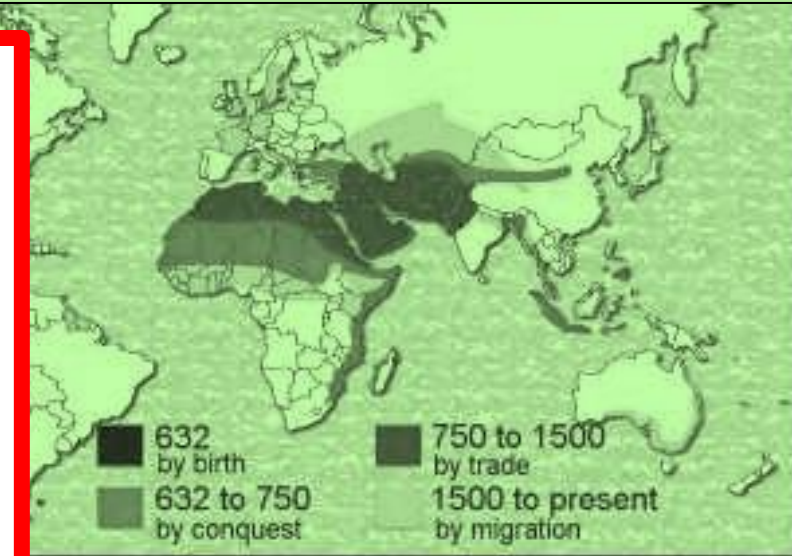 632
by birth
632 to 750
by conquest
750 to 1500
by trade
1500 to present
by migration